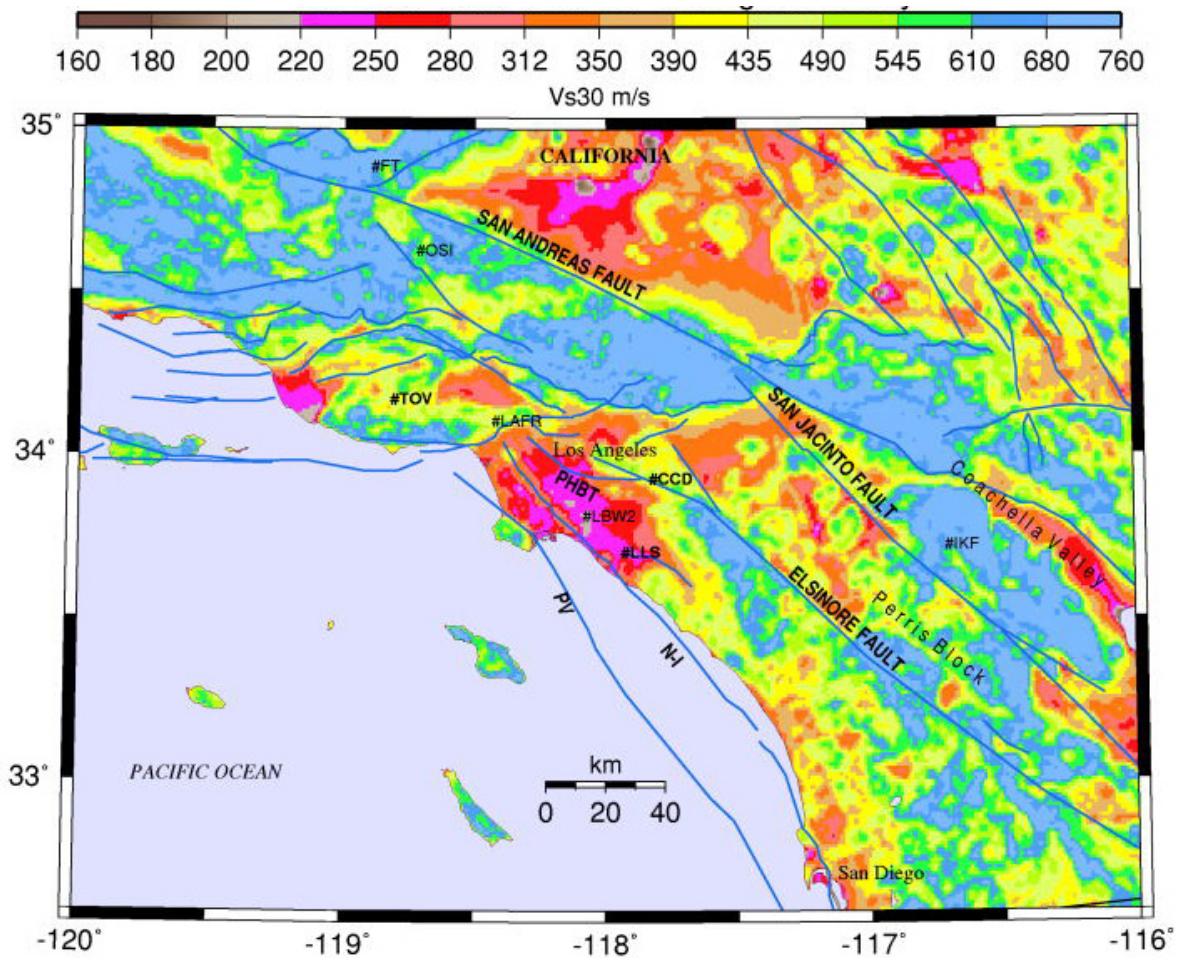 160 180 200 220 250 280 312 350 390 435 490 545 610 680 760
Vs30 m/s
35°
CALIFORNIA
#FT
SAN ANDREAS FAULT
#OSI
#TOV
#LAFR
SAN JACINTO FAULT
34°
Los Angeles
#CCD
PHBT
#LBW2
Coachella Valley
#IKF
#LLS
ELSINORE FAULT
PV
Perris Block
N-I
33°
PACIFIC OCEAN
km
0 20 40
San Diego
-120° -119° -118° -117° -116°